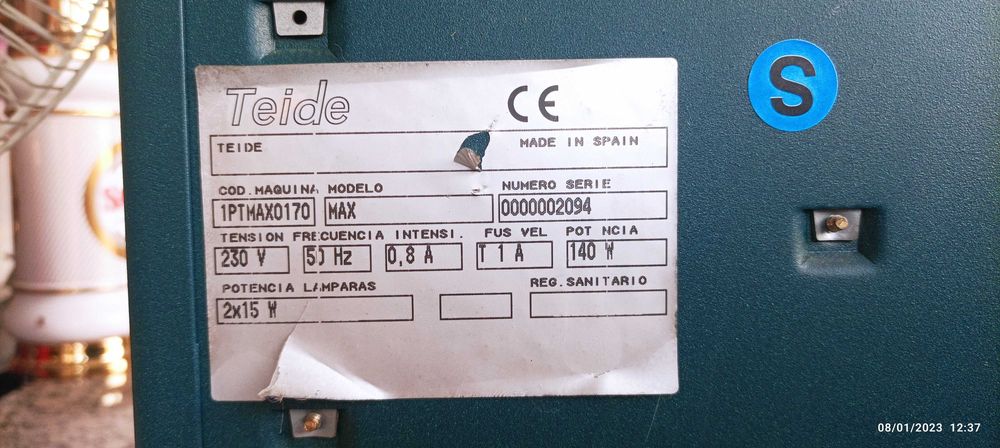 Teide CE
TEIDE MADE IN SPAIN
COD. MAQUINA MODELO NUMERO SERIE
1PTMAX0170 MAX 0000002094
TENSION FRECUENCIA INTENSI. FUS VEL POT NCIA
230 V 50 Hz 0,8 A T 1 A 140 W
POTENCIA LAMPARAS REG. SANITARIO
2x15 W
S
08/01/2023 12:37